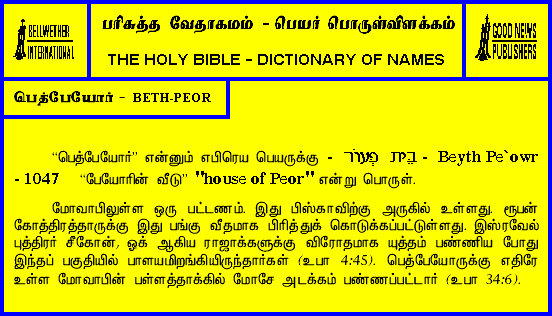 BELLWETHER
INTERNATIONAL
பரிசுத்த வேதாகமம் - பெயர் பொருள்விளக்கம்
THE HOLY BIBLE - DICTIONARY OF NAMES
GOOD NEWS
PUBLISHERS
பெத்பேயோர் - BETH-PEOR
"பெத்பேயோர்" என்னும் எபிரெய பெயருக்கு - בֵּית פְּעוֹר - Beyth Pe`owr
- 1047 "பேயோரின் வீடு" "house of Peor" என்று பொருள்.
மோவாபிலுள்ள ஒரு பட்டணம். இது பிஸ்காவிற்கு அருகில் உள்ளது. ரூபன்
கோத்திரத்தாருக்கு இது பங்கு வீதமாக பிரித்துக் கொடுக்கப்பட்டுள்ளது. இஸ்ரவேல்
புத்திரர் சீகோன், ஓக் ஆகிய ராஜாக்களுக்கு விரோதமாக யுத்தம் பண்ணிய போது
இந்தப் பகுதியில் பாளயமிறங்கியிருந்தார்கள் (உபா 4:45). பெத்பேயோருக்கு எதிரே
உள்ள மோவாபின் பள்ளத்தாக்கில் மோசே அடக்கம் பண்ணப்பட்டார் (உபா 34:6).